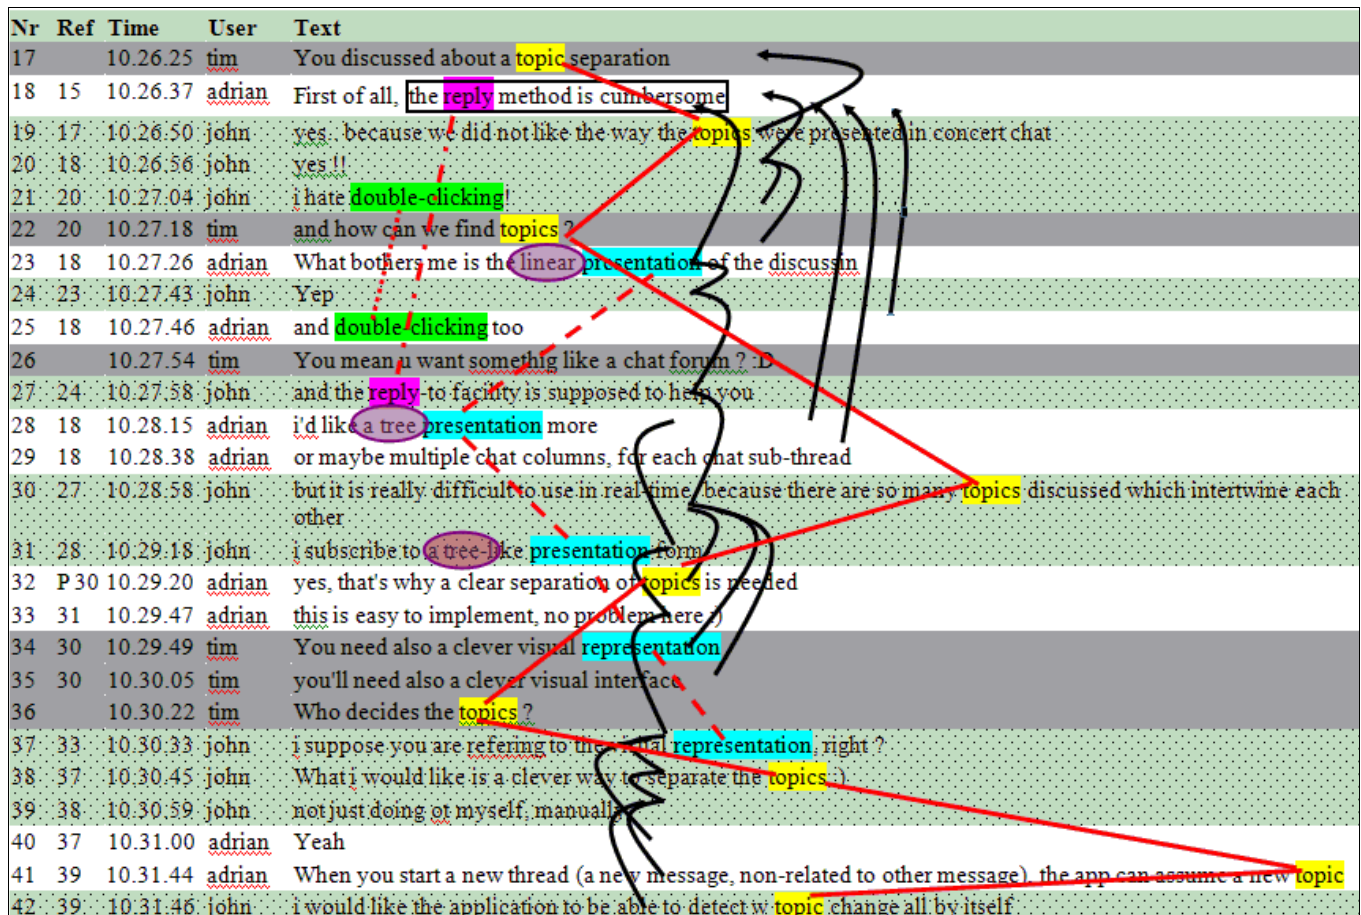 Nr Ref Time User Text
17 10.26.25 tim You discussed about a topic separation
18 15 10.26.37 adrian First of all, the reply method is cumbersome
19 17 10.26.50 john yes.. because we did not like the way the topics were presented in concert chat
20 18 10.26.56 john yes !!
21 20 10.27.04 john i hate double-clicking!
22 20 10.27.18 tim and how can we find topics ?
23 18 10.27.26 adrian What bothers me is the linear presentation of the discussin
24 23 10.27.43 john Yep
25 18 10.27.46 adrian and double-clicking too
26 10.27.54 tim You mean u want somethig like a chat forum ? :D
27 24 10.27.58 john and the reply-to facility is supposed to help you
28 18 10.28.15 adrian i'd like a tree presentation more
29 18 10.28.38 adrian or maybe multiple chat columns, for each chat sub-thread
30 27 10.28.58 john but it is really difficult to use in real-time, because there are so many topics discussed which intertwine each
other
31 28 10.29.18 john i subscribe to a tree-like presentation form
32 P 30 10.29.20 adrian yes, that's why a clear separation of topics is needed
33 31 10.29.47 adrian this is easy to implement, no problem here :)
34 30 10.29.49 tim You need also a clever visual representation
35 30 10.30.05 tim you'll need also a clever visual interface
36 10.30.22 tim Who decides the topics ?
37 33 10.30.33 john i suppose you are refering to the visual representation, right ?
38 37 10.30.45 john What i would like is a clever way to separate the topics :)
39 38 10.30.59 john not just doing ot myself, manually
40 37 10.31.00 adrian Yeah
41 39 10.31.44 adrian When you start a new thread (a new message, non-related to other message), the app can assume a new topic
42 39 10.31.46 john i would like the application to be able to detect w topic change all by itself